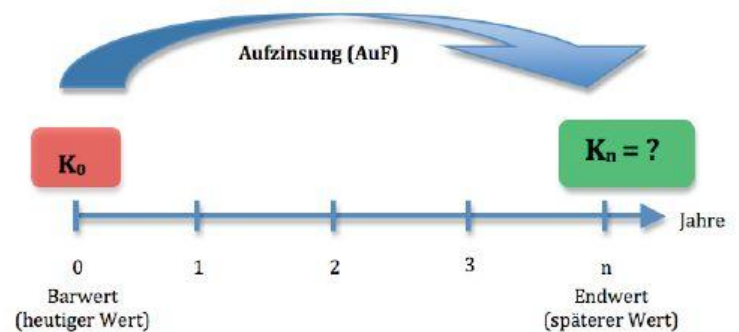 Aufzinsung (AuF)
K₀
Kₙ = ?
Jahre
0 1 2 3 n
Barwert
(heutiger Wert)
Endwert
(späterer Wert)